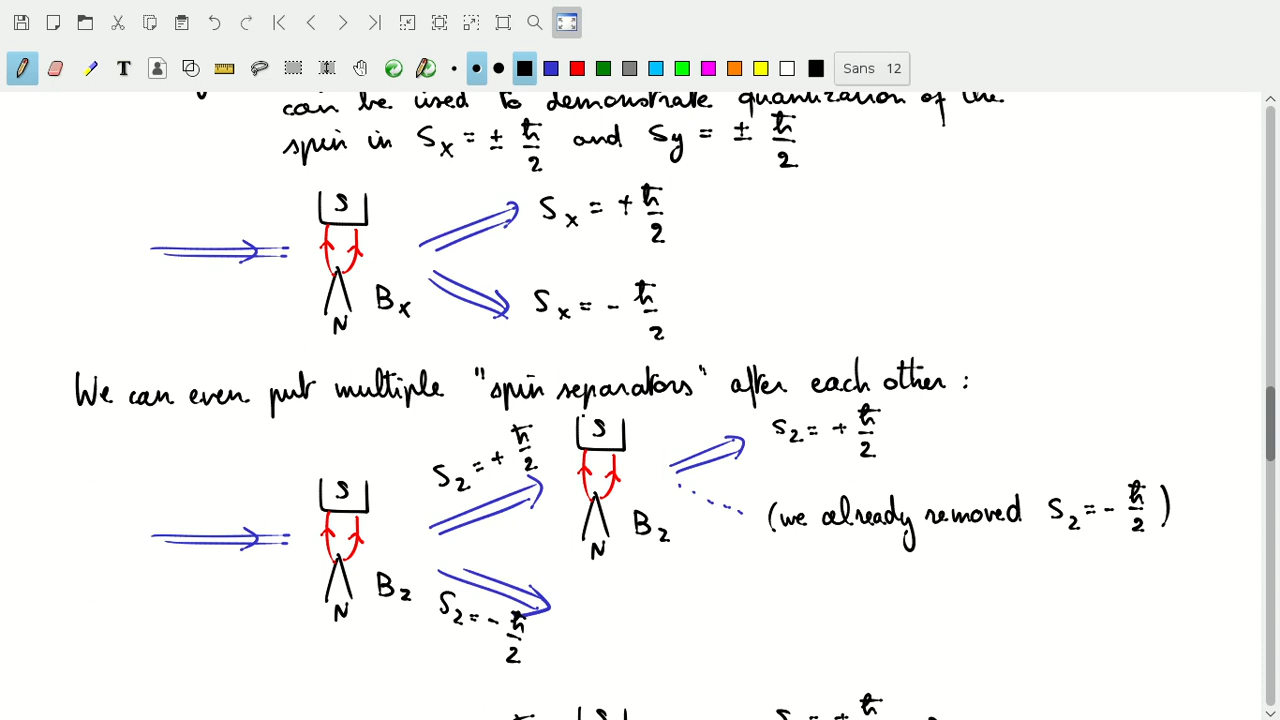 Sans 12
can be used to demonstrate quantization of the
spin in Sx = ± ħ/2 and Sy = ± ħ/2
S
Sx = + ħ/2
Sx = - ħ/2
Bx
N
We can even put multiple "spin separators" after each other :
S
Sz = + ħ/2
Sz = + ħ/2
S
(we already removed Sz = - ħ/2)
Bz
N
Bz
N
Sz = - ħ/2